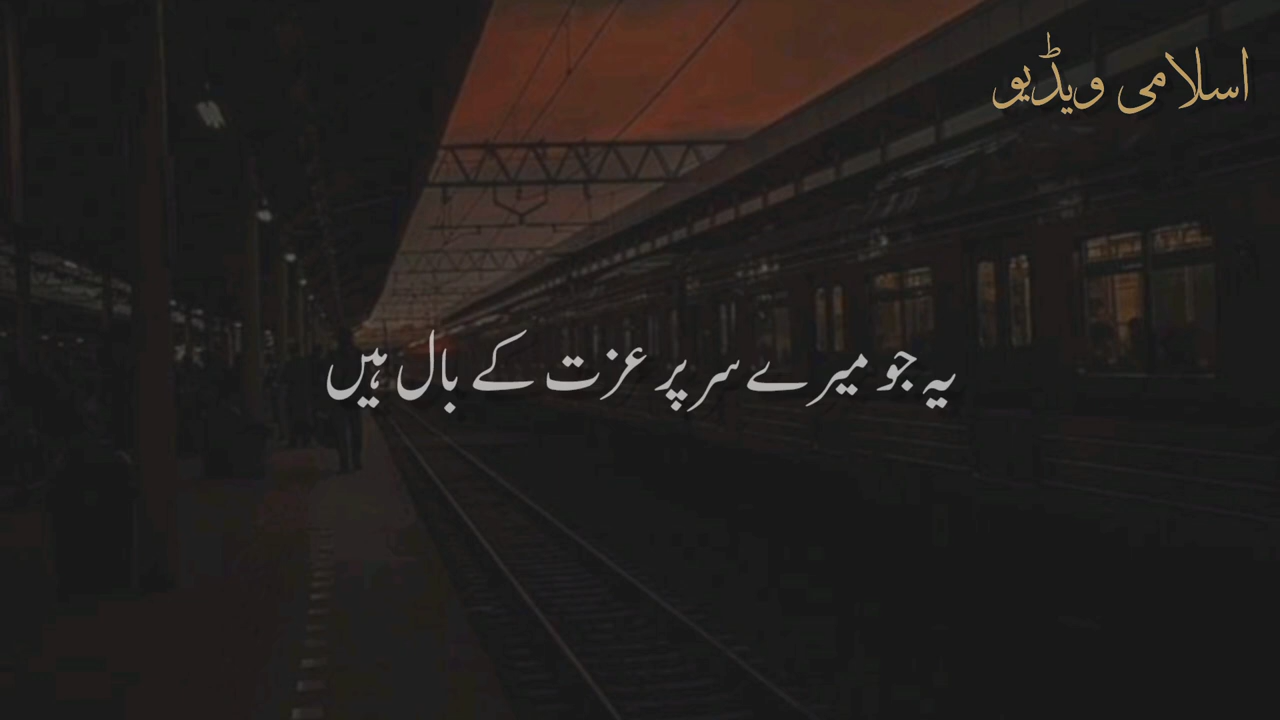 اسلامی ویڈیو
یہ جو میرے سر پر عزت کے بال ہیں